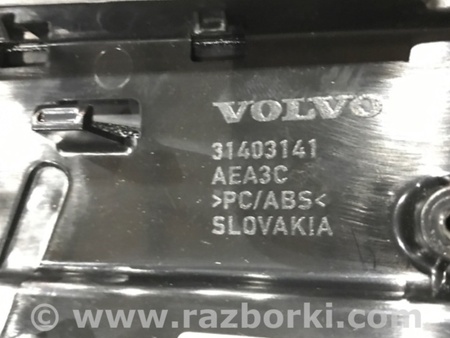 VOLVO
31403141
AEA3C
>PC/ABS<
SLOVAKIA
www.razborki.com